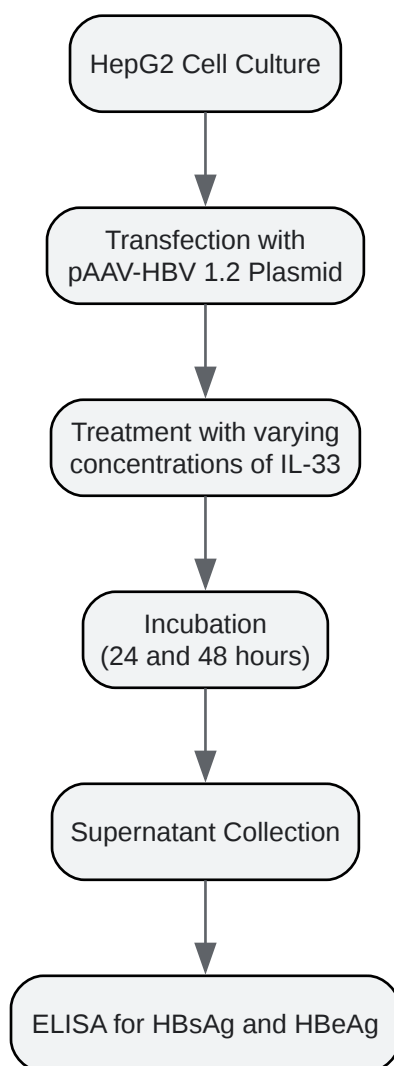 HepG2 Cell Culture
Transfection with
pAAV-HBV 1.2 Plasmid
Treatment with varying
concentrations of IL-33
Incubation
(24 and 48 hours)
Supernatant Collection
ELISA for HBsAg and HBeAg